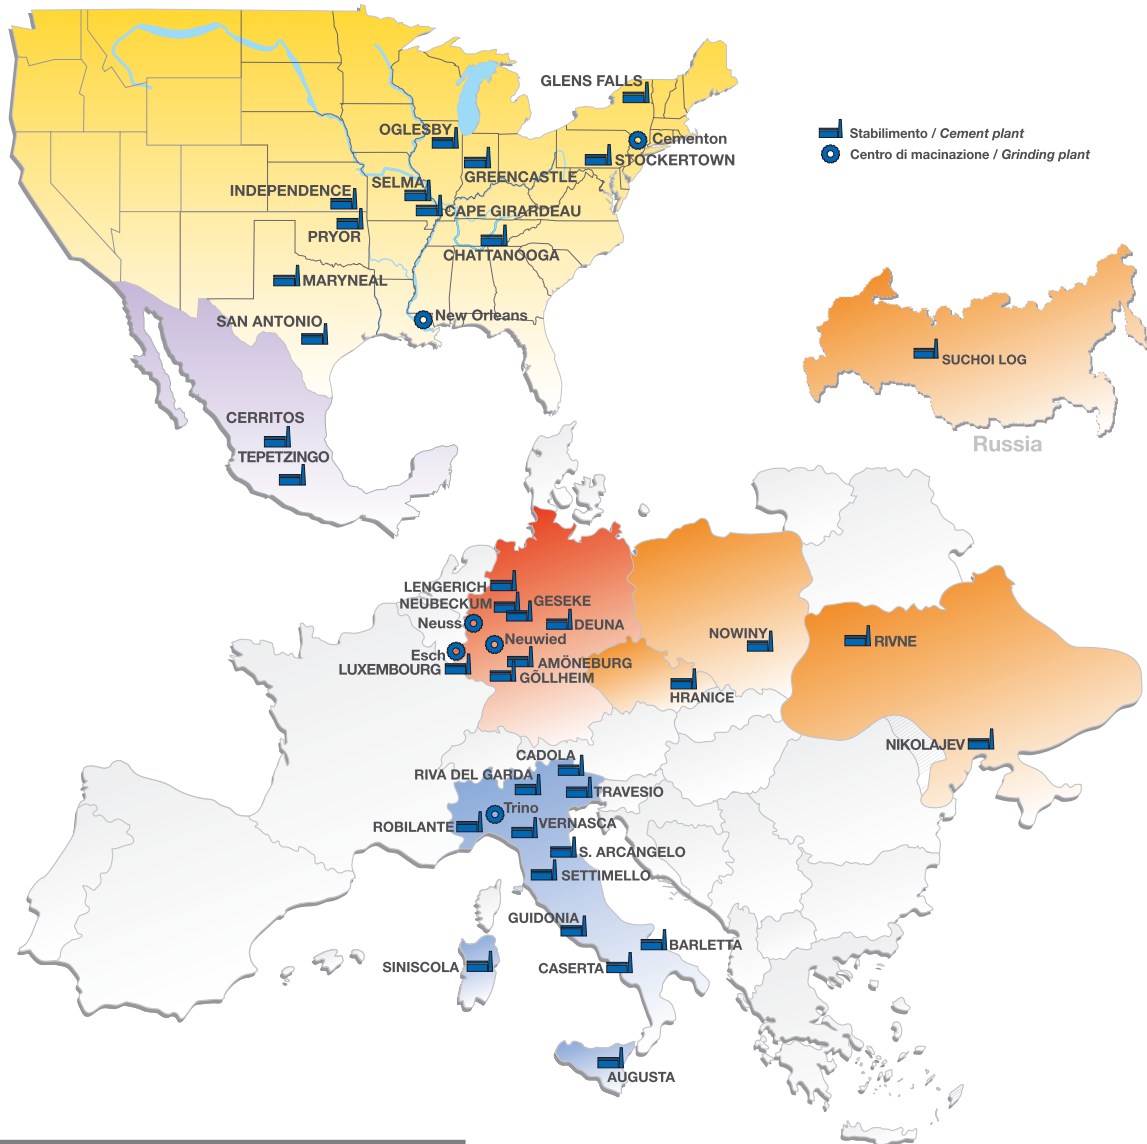 GLENS FALLS
OGLESBY
Cementon
Stabilimento / Cement plant
Centro di macinazione / Grinding plant
STOCKERTOWN
GREENCASTLE
SELMA
INDEPENDENCE
CAPE GIRARDEAU
PRYOR
CHATTANOOGA
MARYNEAL
New Orleans
SAN ANTONIO
SUCHOI LOG
CERRITOS
Russia
TEPETZINGO
LENGERICH
NEUBECKUM
GESEKE
Neuss
DEUNA
NOWINY
RIVNE
Neuwied
Esch
AMÖNEBURG
LUXEMBOURG
GÖLLHEIM
HRANICE
NIKOLAJEV
CADOLA
RIVA DEL GARDA
TRAVESIO
Trino
ROBILANTE
VERNASCA
S. ARCANGELO
SETTIMELLO
GUIDONIA
BARLETTA
SINISCOLA
CASERTA
AUGUSTA